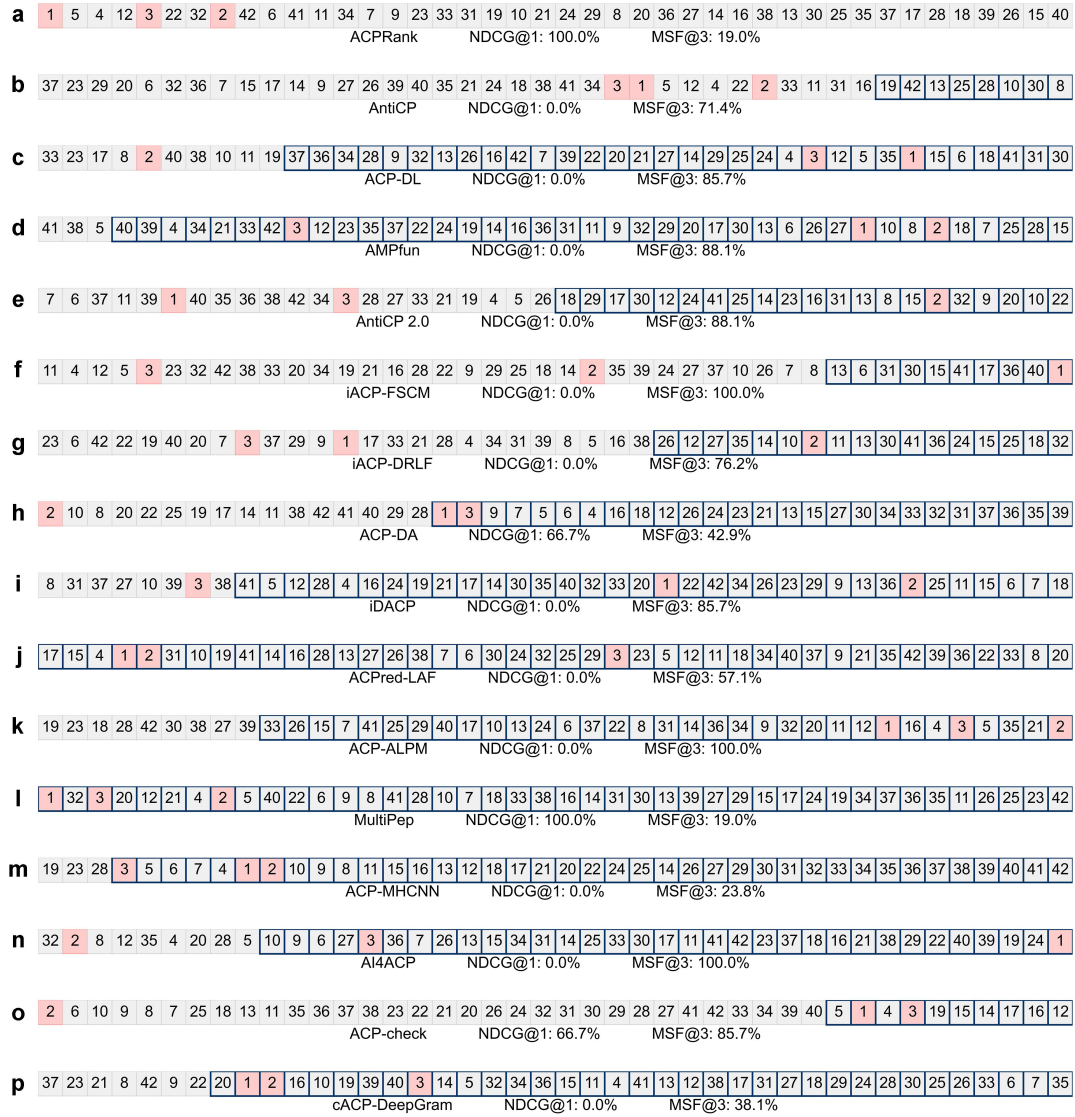 a 1 5 4 12 3 22 32 2 42 6 41 11 34 7 9 23 33 31 19 10 21 24 29 8 20 36 27 14 16 38 13 30 25 18 35 37 17 28 18 39 26 15 40
ACPRank NDCG@1: 100.0% MSF@3: 19.0%
b 37 23 29 20 6 32 36 7 15 17 14 9 27 26 39 40 35 21 24 18 38 41 34 3 1 5 12 4 22 2 33 11 31 16 19 42 13 25 28 10 30 8
AntiCP NDCG@1: 0.0% MSF@3: 71.4%
c 33 23 17 8 2 40 38 10 11 19 37 36 34 28 9 32 13 26 16 42 7 39 22 20 21 27 14 29 25 24 4 3 12 5 35 1 15 6 18 41 31 30
ACP-DL NDCG@1: 0.0% MSF@3: 85.7%
d 41 38 5 40 39 4 34 21 33 42 3 12 23 35 37 22 24 19 14 16 36 31 11 9 32 29 20 17 30 13 6 26 27 1 10 8 2 18 7 25 28 15
AMPfun NDCG@1: 0.0% MSF@3: 88.1%
e 7 6 37 11 39 1 40 35 36 38 42 34 3 28 27 33 21 19 4 5 26 18 29 17 30 12 24 41 25 14 23 16 31 13 8 15 2 32 9 20 10 22
AntiCP 2.0 NDCG@1: 0.0% MSF@3: 88.1%
f 11 4 12 5 3 23 32 42 38 33 20 34 19 21 16 28 22 9 29 25 18 14 2 35 39 24 27 37 10 26 7 8 13 6 31 30 15 41 17 36 40 1
iACP-FSCM NDCG@1: 0.0% MSF@3: 100.0%
g 23 6 42 22 19 40 20 7 3 37 29 9 1 17 33 21 28 4 34 31 39 8 5 16 38 26 12 27 35 14 10 2 11 13 30 41 36 24 15 25 18 32
iACP-DRLF NDCG@1: 0.0% MSF@3: 76.2%
h 2 10 8 20 22 25 19 17 14 11 38 42 41 40 29 28 1 3 9 7 5 6 4 16 18 12 26 24 23 21 13 15 27 30 34 33 32 31 37 36 35 39
ACP-DA NDCG@1: 66.7% MSF@3: 42.9%
i 8 31 37 27 10 39 3 38 41 5 12 28 4 16 24 19 21 17 14 30 35 40 32 33 20 1 22 42 34 26 23 29 9 13 36 2 25 11 15 6 7 18
iDACP NDCG@1: 0.0% MSF@3: 85.7%
j 17 15 4 1 2 31 10 19 41 14 16 28 13 27 26 38 7 6 30 24 32 25 29 3 23 5 12 11 18 34 40 37 9 21 35 42 39 36 22 33 8 20
ACPred-LAF NDCG@1: 0.0% MSF@3: 57.1%
k 19 23 18 28 42 30 38 27 39 33 26 15 7 41 25 29 40 17 10 13 24 6 37 22 8 31 14 36 34 9 32 20 11 12 1 16 4 3 5 35 21 2
ACP-ALPM NDCG@1: 0.0% MSF@3: 100.0%
l 1 32 3 20 12 21 4 2 5 40 22 6 9 8 41 28 10 7 18 33 38 16 14 31 30 13 39 27 29 15 17 24 19 34 37 36 35 11 26 25 23 42
MultiPep NDCG@1: 100.0% MSF@3: 19.0%
m 19 23 28 3 5 6 7 4 1 2 10 9 8 11 15 16 13 12 18 17 21 20 22 24 25 14 26 27 29 30 31 32 33 34 35 36 37 38 39 40 41 42
ACP-MHCNN NDCG@1: 0.0% MSF@3: 23.8%
n 32 2 8 12 35 4 20 28 5 10 9 6 27 3 36 7 26 13 15 34 31 14 25 33 30 17 11 41 42 23 37 18 16 21 38 29 22 40 39 19 24 1
AI4ACP NDCG@1: 0.0% MSF@3: 100.0%
o 2 6 10 9 8 7 25 18 13 11 35 36 37 38 23 22 21 20 26 24 32 31 30 29 28 27 41 42 33 34 39 40 5 1 4 3 19 15 14 17 16 12
ACP-check NDCG@1: 66.7% MSF@3: 85.7%
p 37 23 21 8 42 9 22 20 1 2 16 10 19 39 40 3 14 5 32 34 36 15 11 4 41 13 12 38 17 31 27 18 29 24 28 30 25 26 33 6 7 35
cACP-DeepGram NDCG@1: 0.0% MSF@3: 38.1%